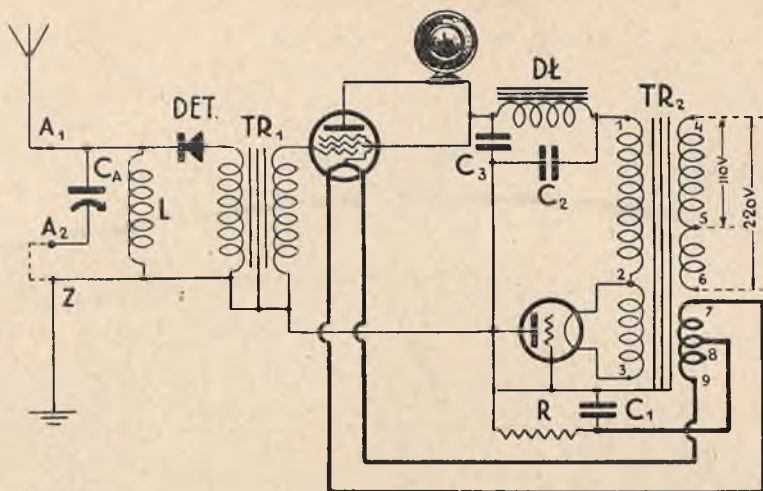 DŁ
DET.
TR₁
TR₂
A₁
Cₐ
L
A₂
Z
C₃
C₂
1
2
3
4
5
6
7
8
9
110V
220V
R
C₁